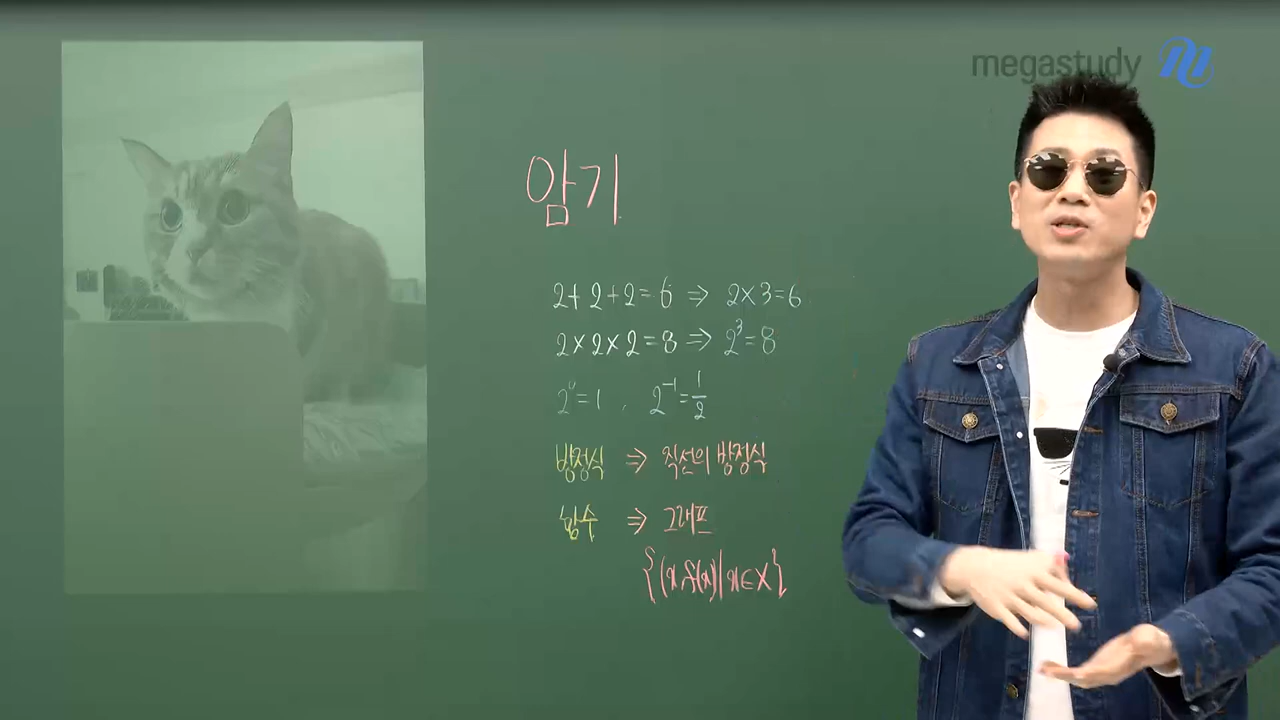 megastudy
암기
2+2+2=6 ⇒ 2×3=6
2×2×2=8 ⇒ 2³=8
2⁰=1 , 2⁻¹=1/2
방정식 ⇒ 직선의 방정식
함수 ⇒ 그래프
{(x, f(x)) | x∈X}